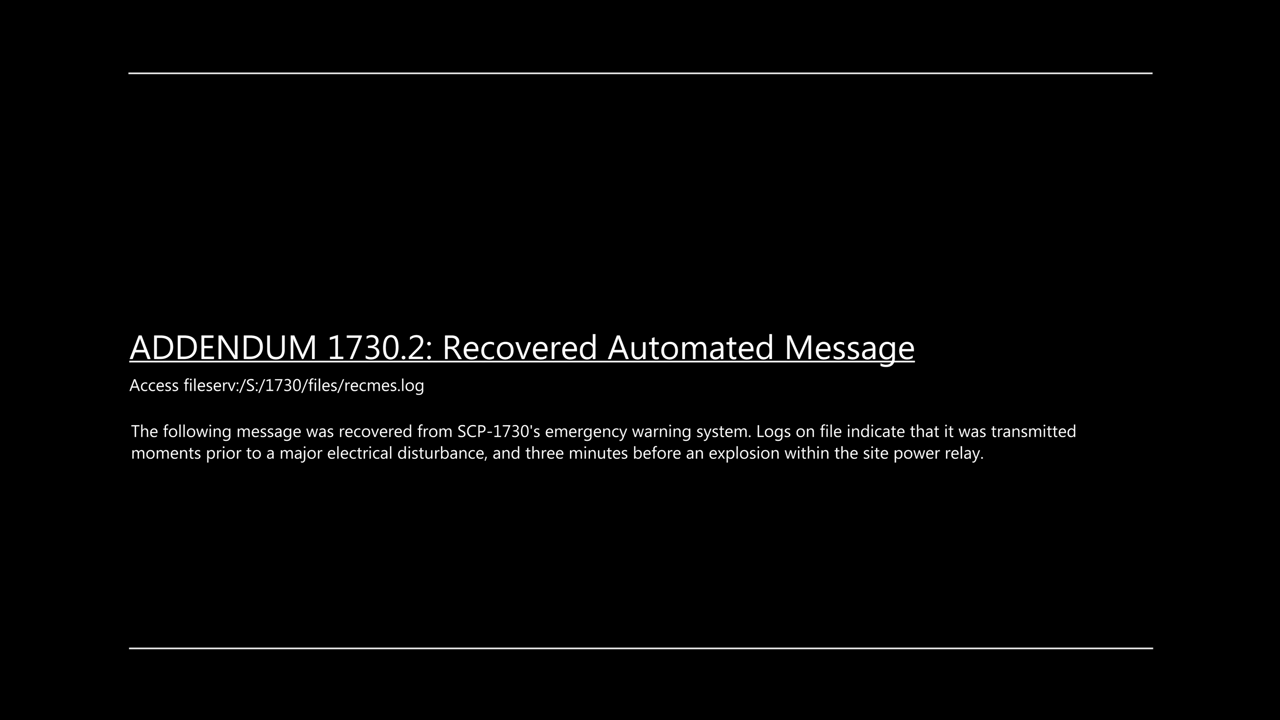 ADDENDUM 1730.2: Recovered Automated Message
Access fileserv:/S:/1730/files/recmes.log
The following message was recovered from SCP-1730's emergency warning system. Logs on file indicate that it was transmitted
moments prior to a major electrical disturbance, and three minutes before an explosion within the site power relay.